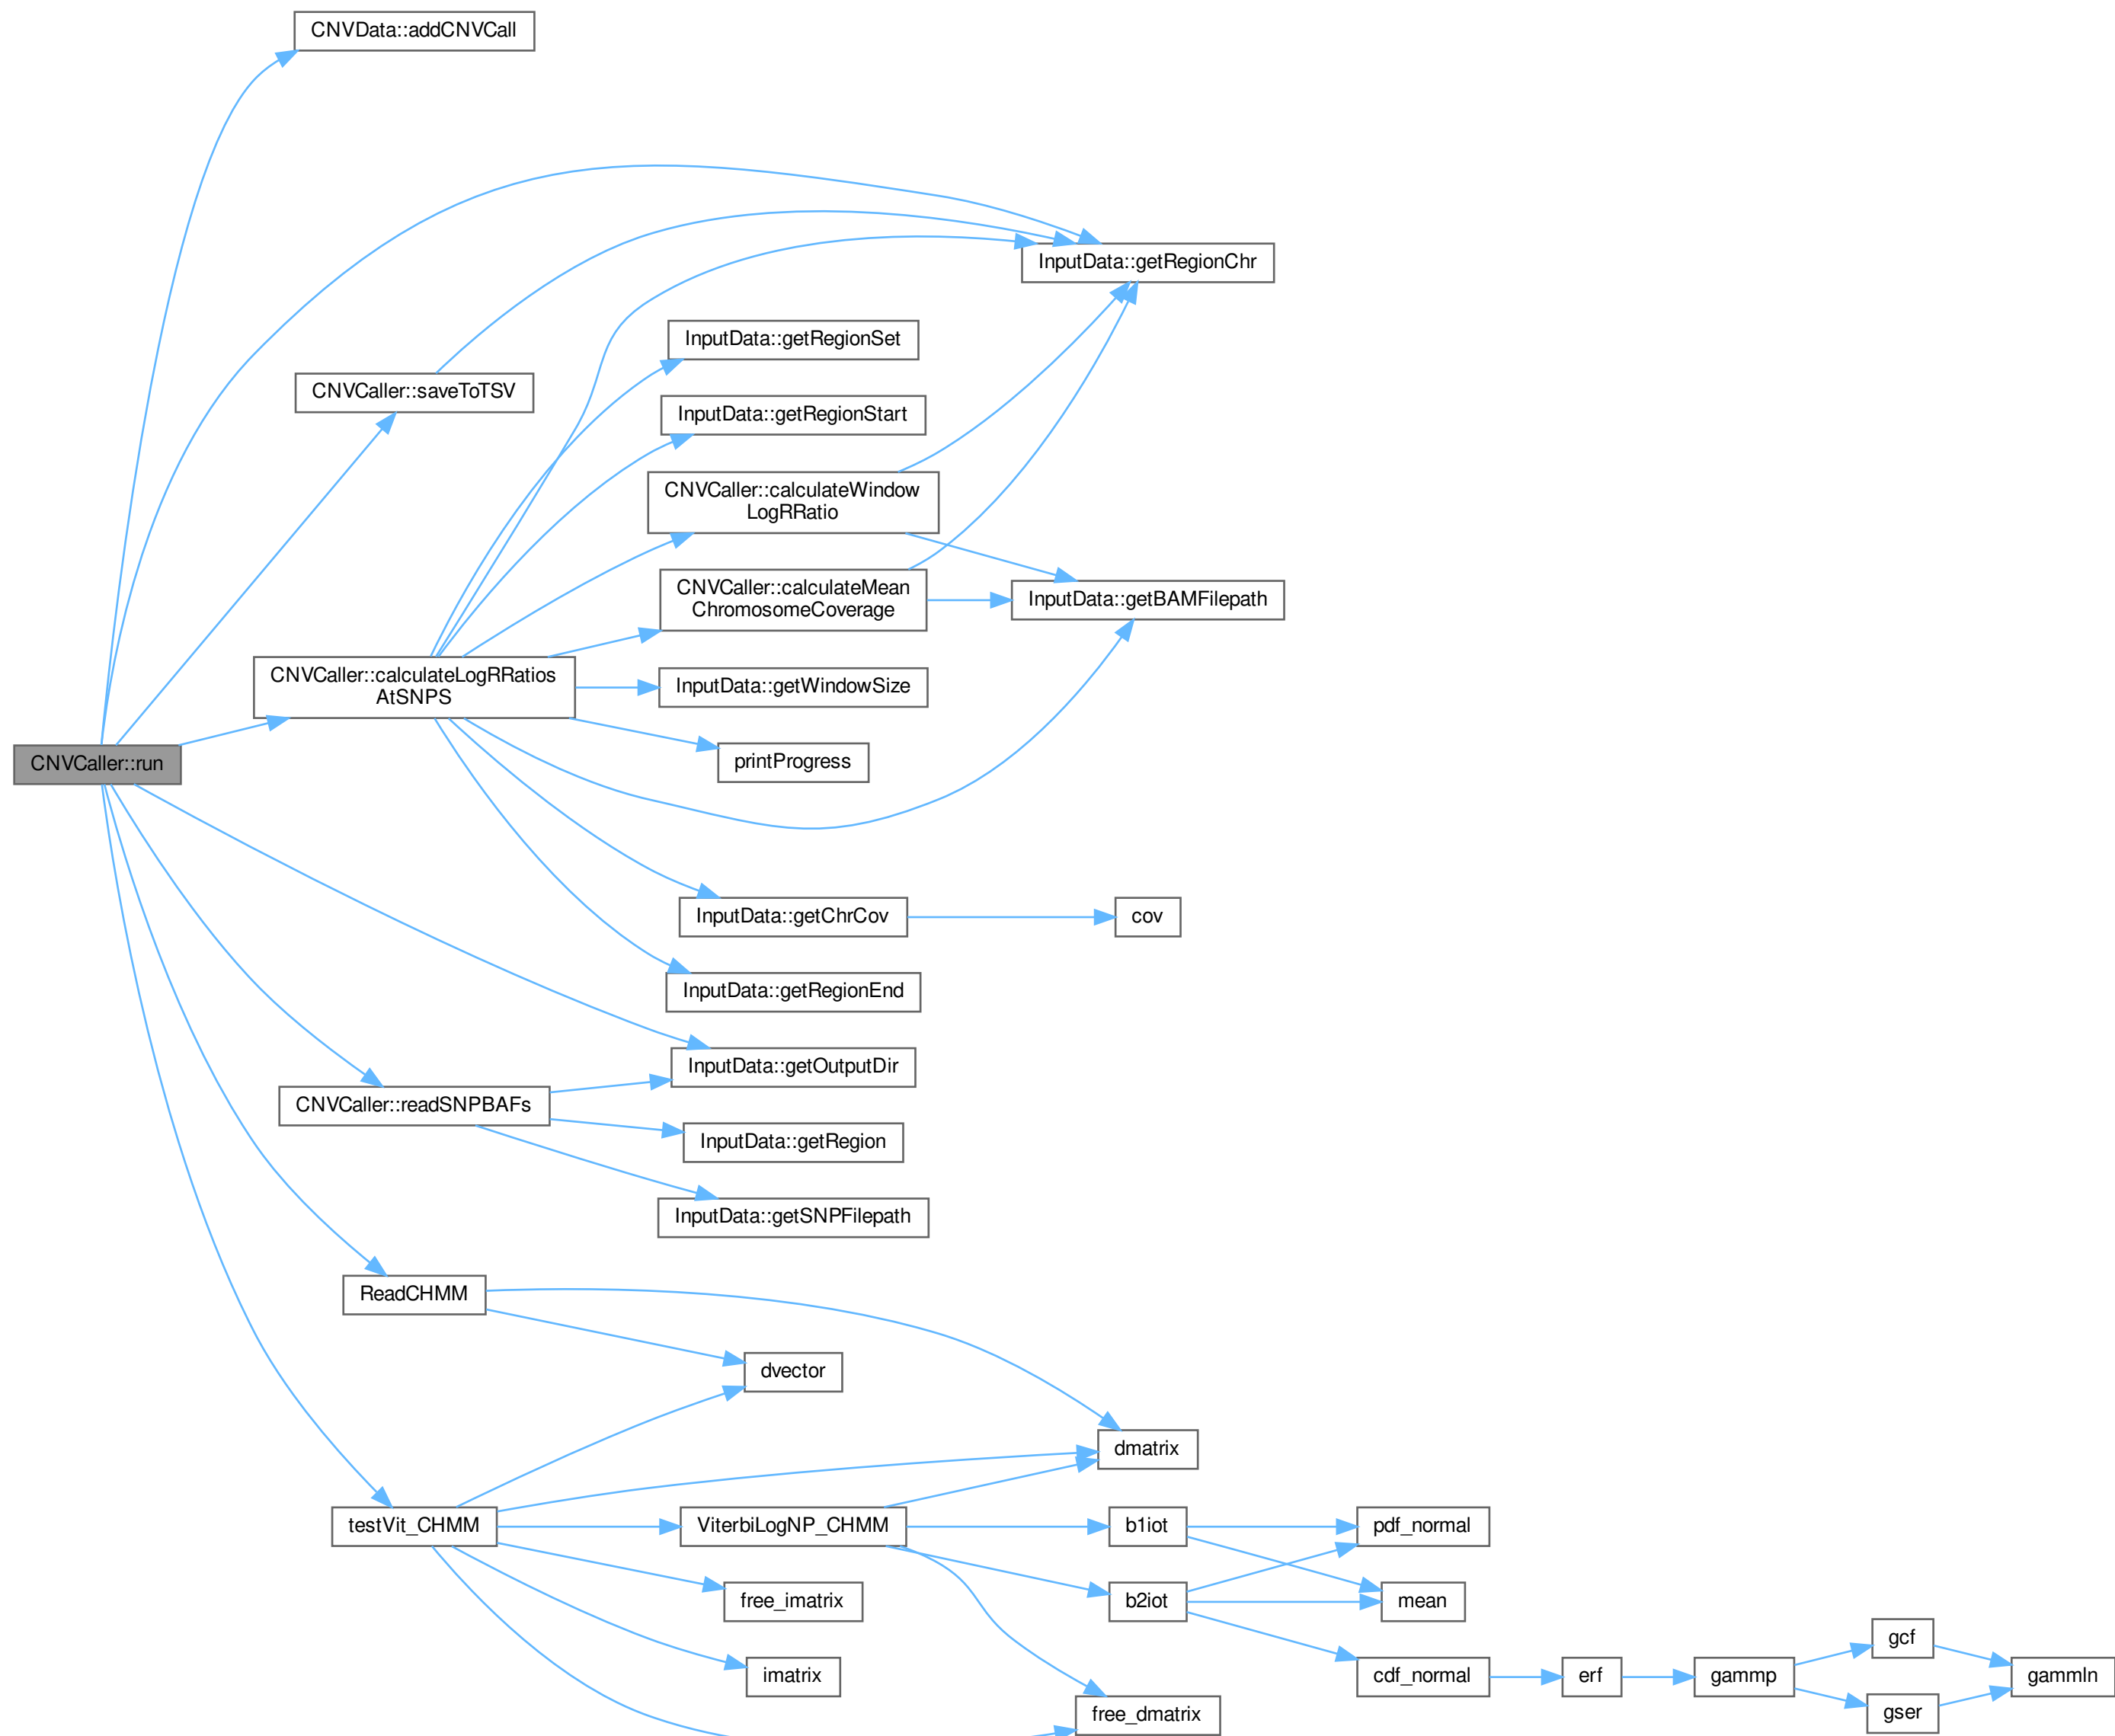 CNVData::addCNVCall
InputData::getRegionChr
InputData::getRegionSet
CNVCaller::saveToTSV
InputData::getRegionStart
CNVCaller::calculateWindow
LogRRatio
CNVCaller::calculateMean
ChromosomeCoverage
InputData::getBAMFilepath
CNVCaller::calculateLogRRatios
AtSNPS
InputData::getWindowSize
CNVCaller::run
printProgress
InputData::getChrCov
cov
InputData::getRegionEnd
InputData::getOutputDir
CNVCaller::readSNPBAFs
InputData::getRegion
InputData::getSNPFilepath
ReadCHMM
dvector
dmatrix
testVit_CHMM
ViterbiLogNP_CHMM
b1iot
pdf_normal
free_imatrix
b2iot
mean
gcf
imatrix
cdf_normal
erf
gammp
gammln
free_dmatrix
gser